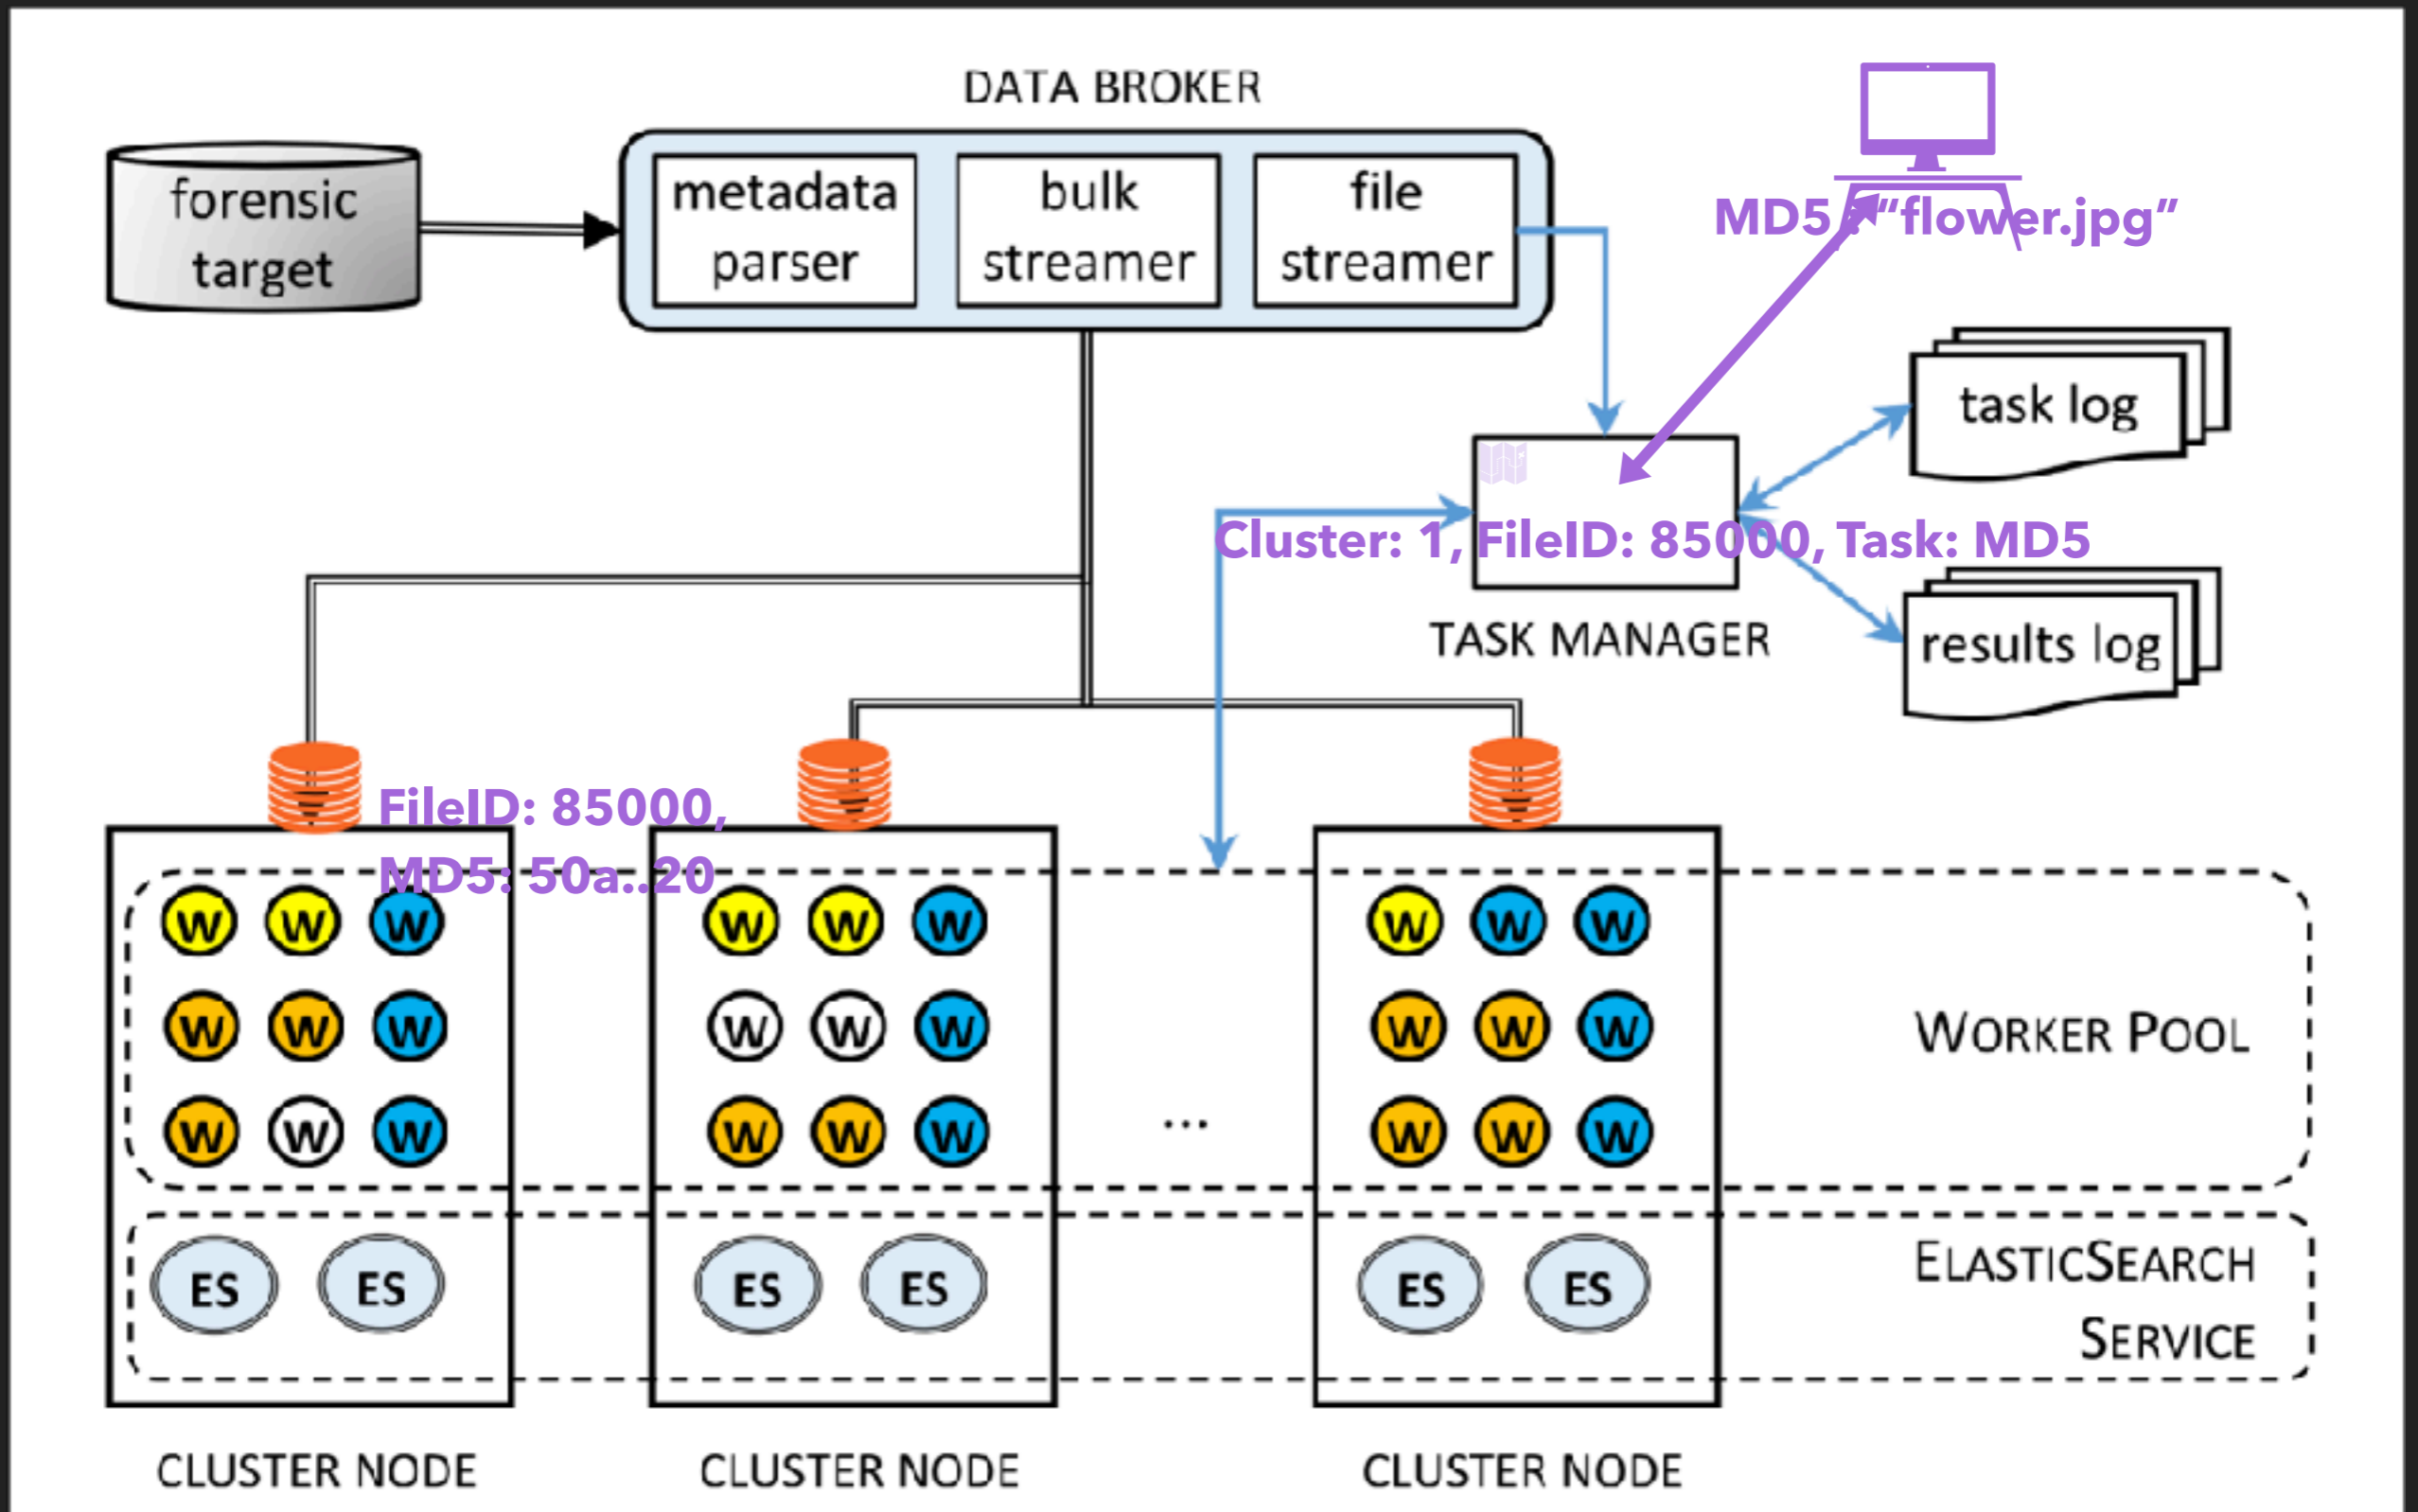 DATA BROKER
forensic
target
metadata
parser
bulk
streamer
file
streamer
MD5 : "flower.jpg"
task log
Cluster: 1, FileID: 85000, Task: MD5
TASK MANAGER
results log
FileID: 85000,
MD5: 50a..20
W W W W W W W W W
W W W W W W W W W
W W W W W W W W W
WORKER POOL
...
ES ES ES ES ES ES
ELASTICSEARCH
SERVICE
CLUSTER NODE CLUSTER NODE CLUSTER NODE